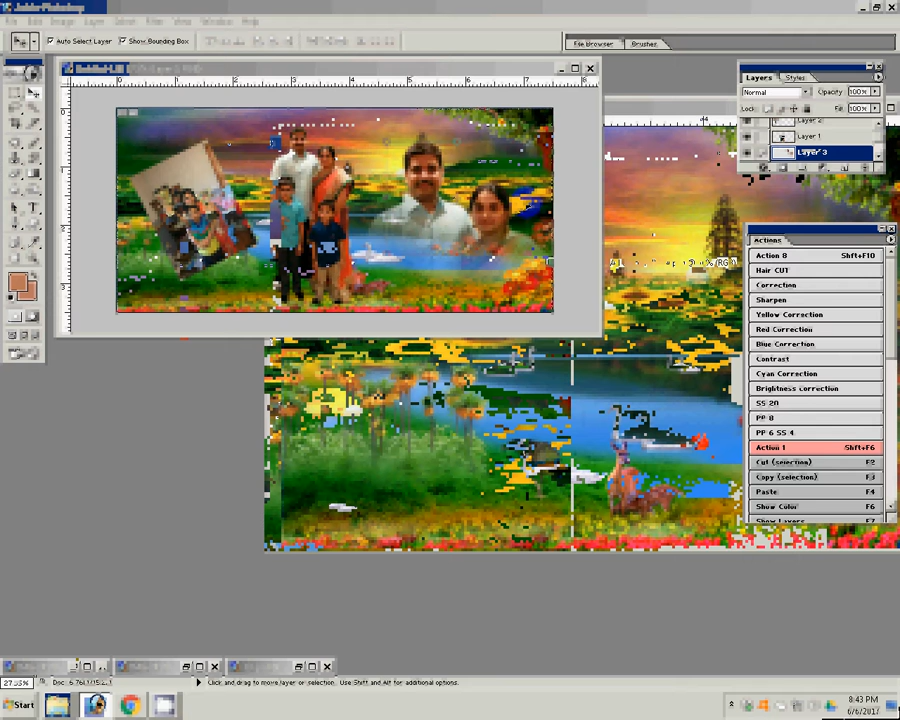 Adobe Photoshop
File Edit Image Layer Select Filter View Window Help
Auto Select Layer Show Bounding Box
File Browser Brushes
Layers Styles
Normal Opacity: 100%
Lock: Fill: 100%
Layer 2
Layer 1
Layer 3
Actions
Action 8 Shft+F10
Hair CUT
Correction
Sharpen
Yellow Correction
Red Correction
Blue Correction
Contrast
Cyan Correction
Brightness correction
SS 20
PP 8
PP 6 SS 4
Action 1 Shft+F6
Cut (selection) F2
Copy (selection) F3
Paste F4
Show Color F6
Show Layers F7
Click and drag to move layer or selection. Use Shift and Alt for additional options.
Start
8:43 PM
6/6/2017